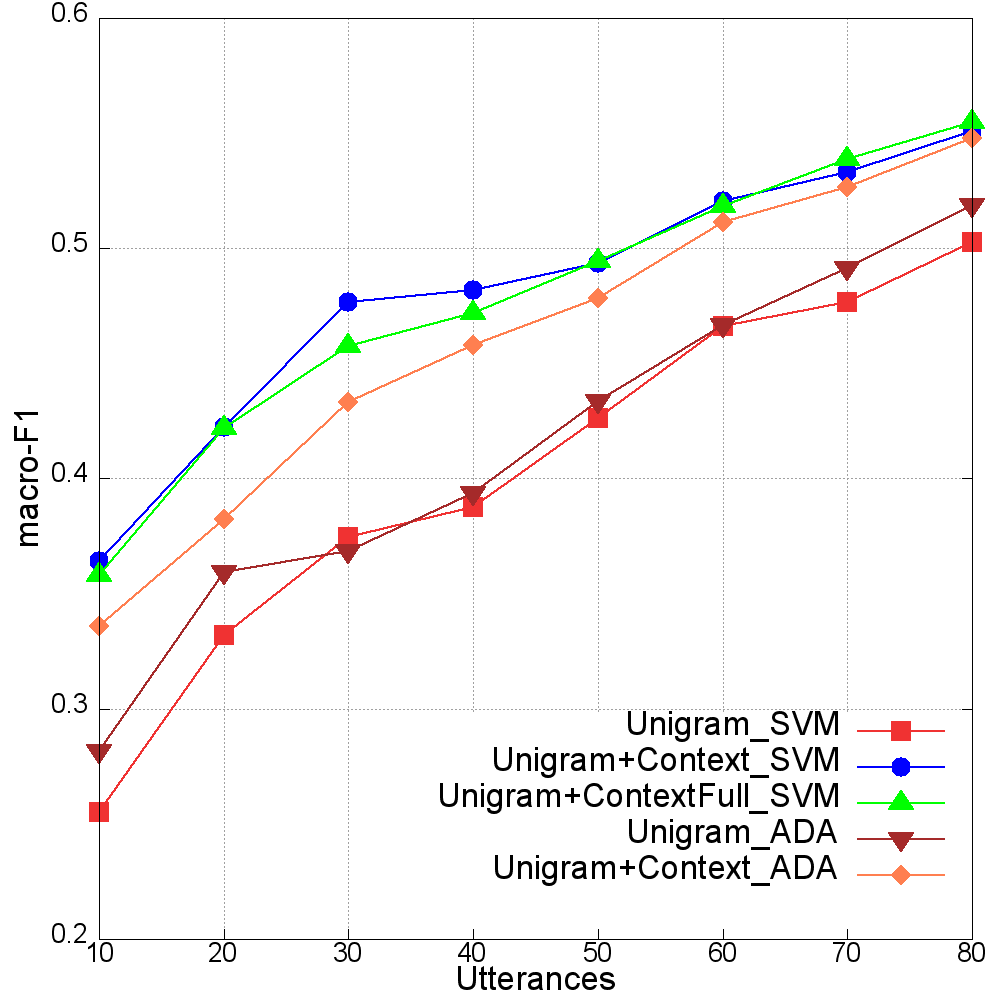 0.6
0.5
0.4
0.3
0.2
macro-F1
Unigram_SVM
Unigram+Context_SVM
Unigram+ContextFull_SVM
Unigram_ADA
Unigram+Context_ADA
10 20 30 40 50 60 70 80
Utterances